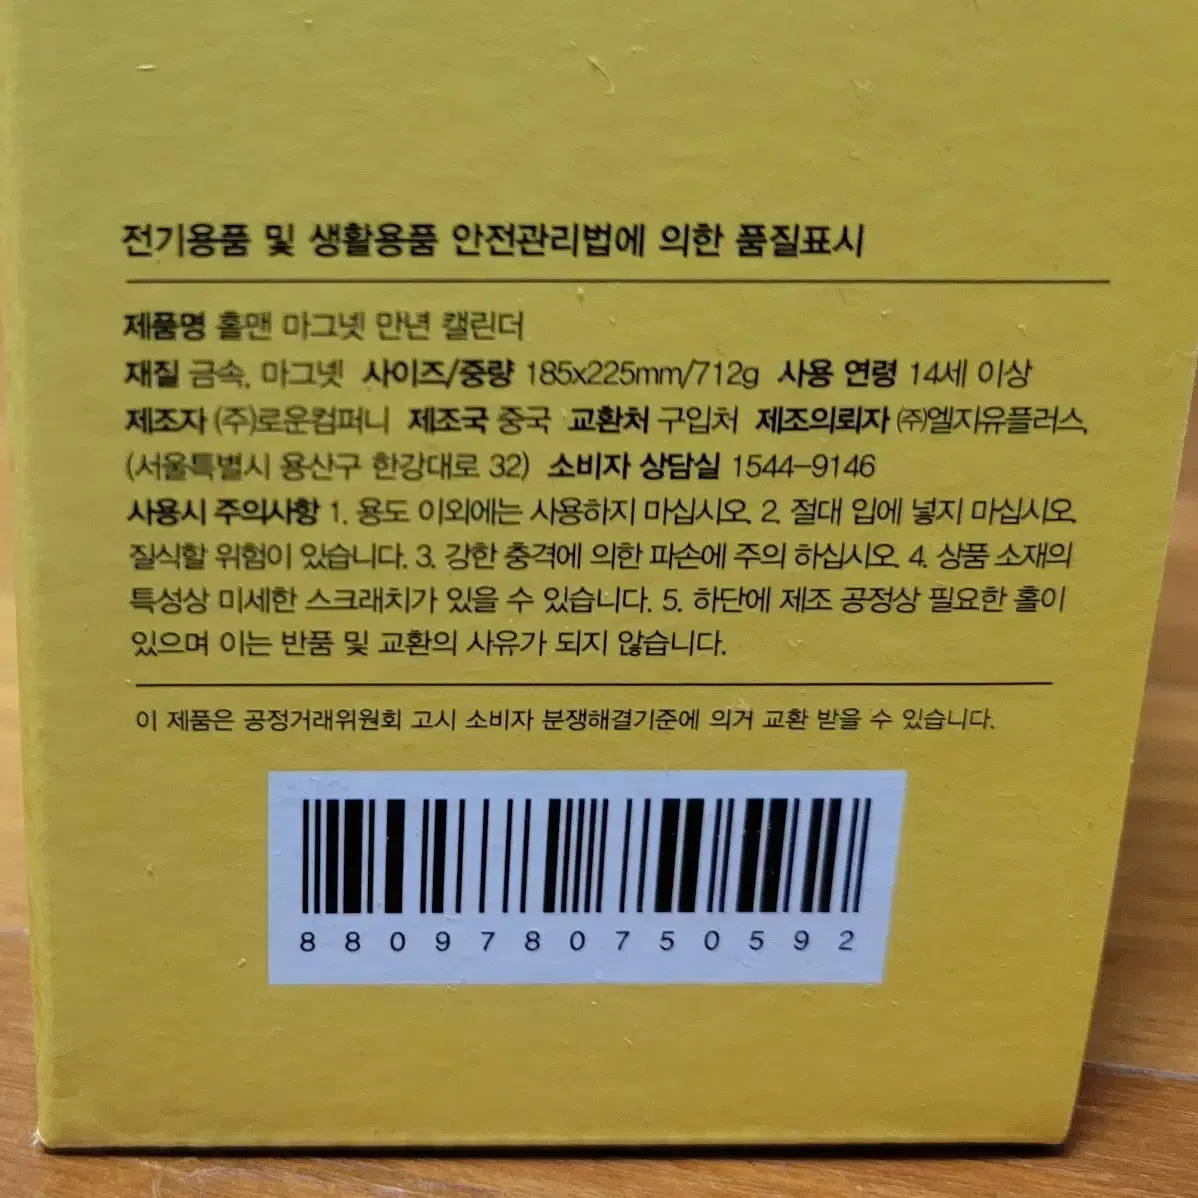 전기용품 및 생활용품 안전관리법에 의한 품질표시
제품명 홀맨 마그넷 만년 캘린더
재질 금속, 마그넷 사이즈/중량 185x225mm/712g 사용 연령 14세 이상
제조자 (주)로운컴퍼니 제조국 중국 교환처 구입처 제조의뢰자 ㈜엘지유플러스,
(서울특별시 용산구 한강대로 32) 소비자 상담실 1544-9146
사용시 주의사항 1. 용도 이외에는 사용하지 마십시오. 2. 절대 입에 넣지 마십시오.
질식할 위험이 있습니다. 3. 강한 충격에 의한 파손에 주의 하십시오. 4. 상품 소재의
특성상 미세한 스크래치가 있을 수 있습니다. 5. 하단에 제조 공정상 필요한 홀이
있으며 이는 반품 및 교환의 사유가 되지 않습니다.
이 제품은 공정거래위원회 고시 소비자 분쟁해결기준에 의거 교환 받을 수 있습니다.
8809780750592